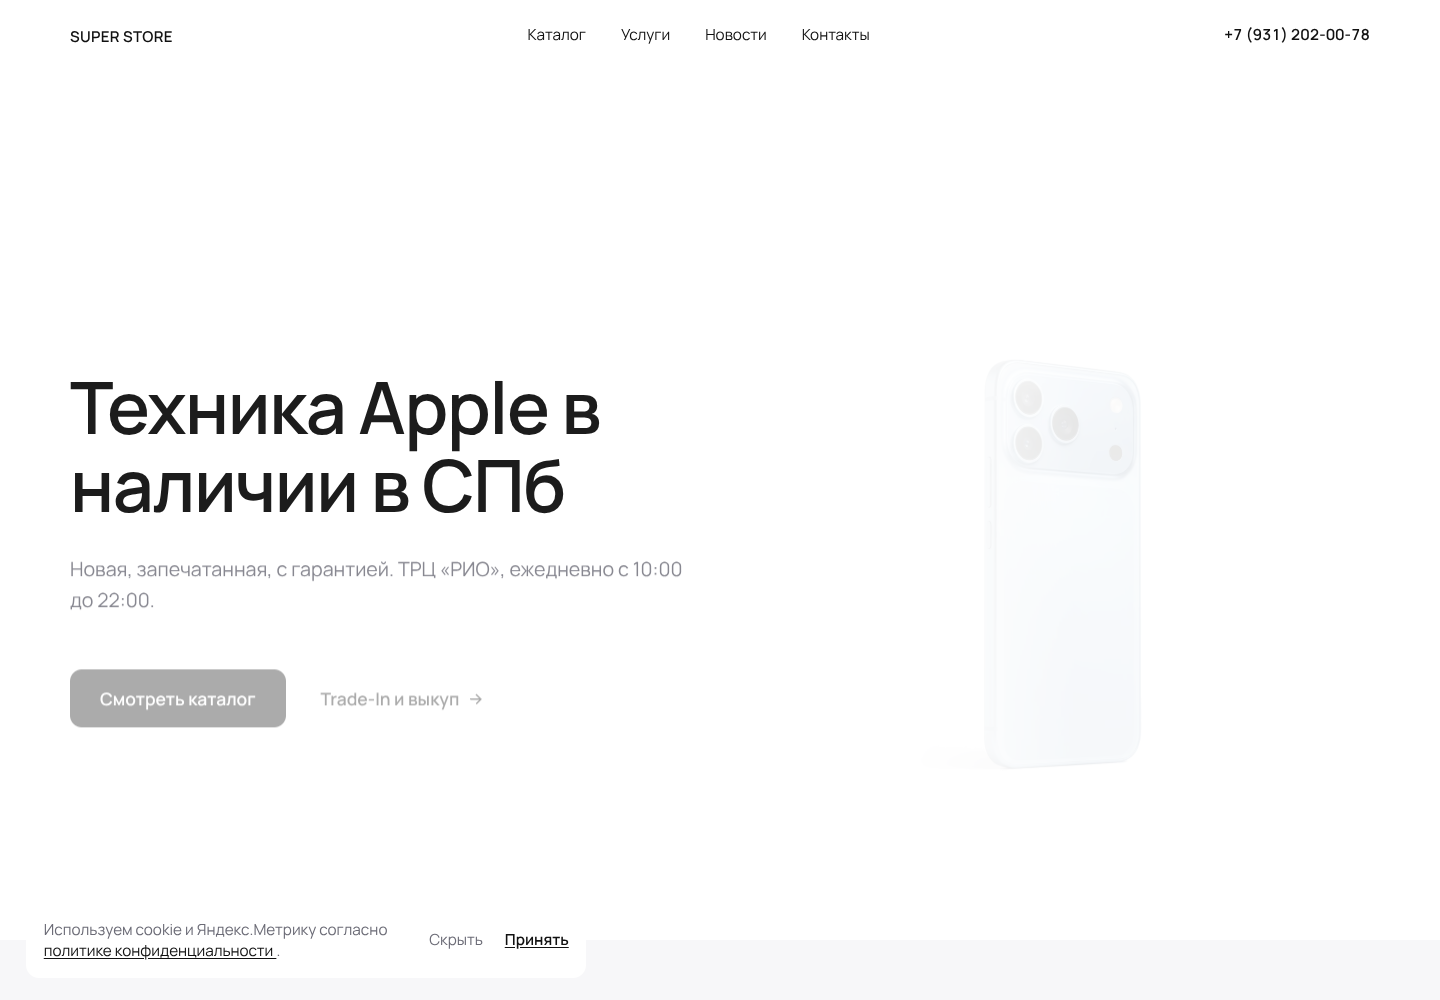 SUPER STORE
Каталог Услуги Новости Контакты
+7 (931) 202-00-78
Техника Apple в
наличии в СПб
Новая, запечатанная, с гарантией. ТРЦ «РИО», ежедневно с 10:00
до 22:00.
Смотреть каталог Trade-In и выкуп →
Используем cookie и Яндекс.Метрику согласно
политике конфиденциальности .
Скрыть Принять